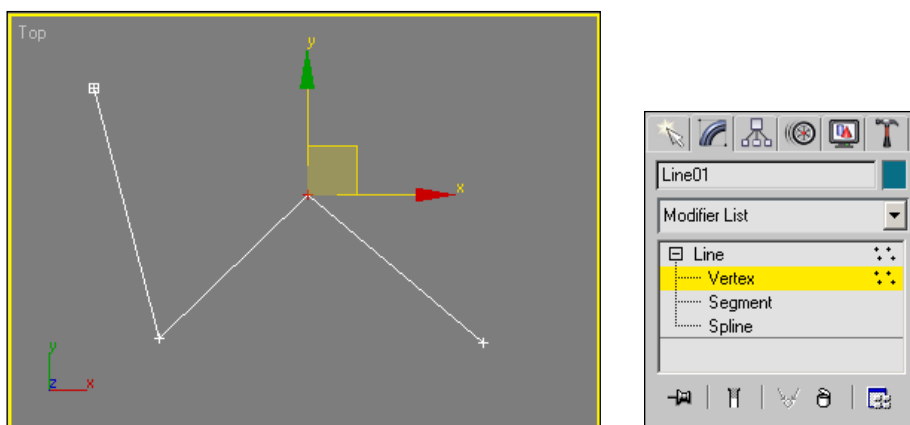 Top
y
x
y
z x
Line01
Modifier List
Line
Vertex
Segment
Spline